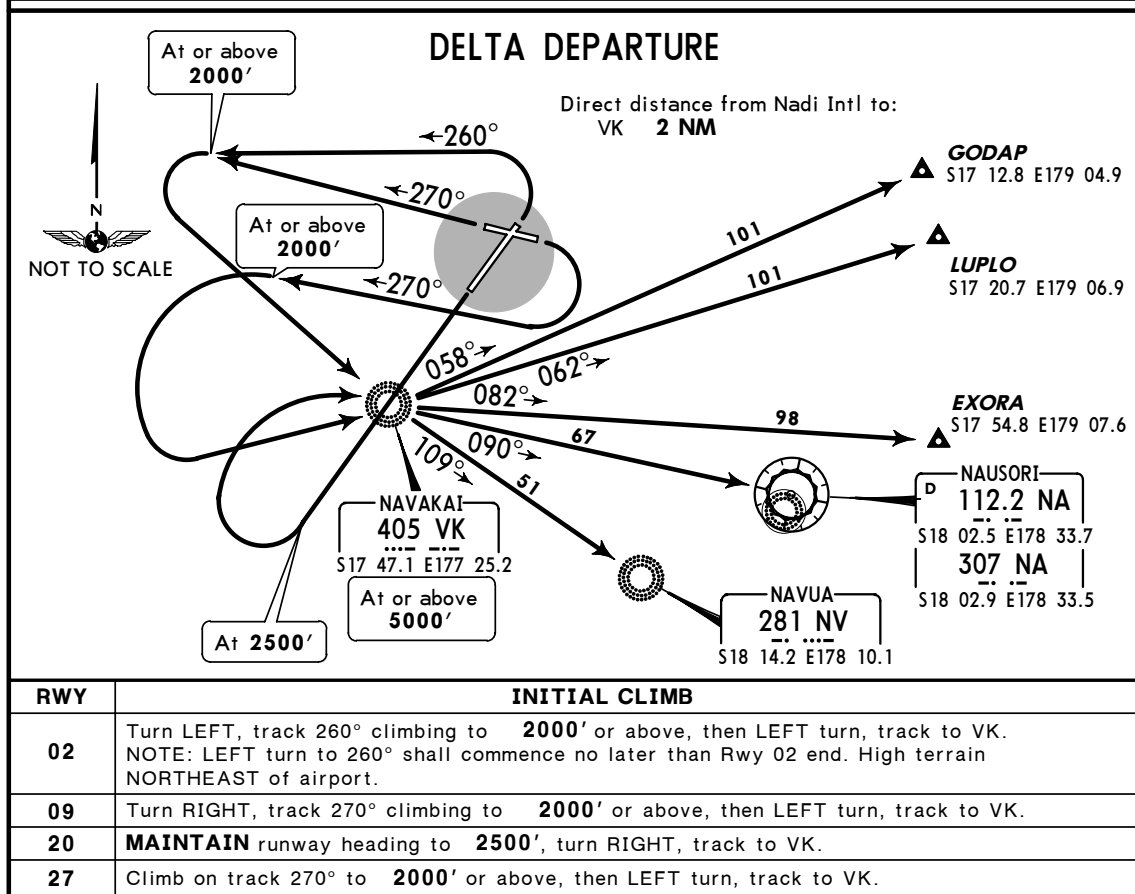 DELTA DEPARTURE
At or above
2000'
Direct distance from Nadi Intl to:
VK 2 NM
N
NOT TO SCALE
260°
270°
At or above
2000'
270°
GODAP
S17 12.8 E179 04.9
101
LUPLO
S17 20.7 E179 06.9
101
058°
062°
082°
EXORA
S17 54.8 E179 07.6
98
090°
67
109°
51
NAVAKAI
405 VK
S17 47.1 E177 25.2
At or above
5000'
At 2500'
NAUSORI
D
112.2 NA
S18 02.5 E178 33.7
307 NA
S18 02.9 E178 33.5
NAVUA
281 NV
S18 14.2 E178 10.1
RWY INITIAL CLIMB
02
Turn LEFT, track 260° climbing to 2000' or above, then LEFT turn, track to VK.
NOTE: LEFT turn to 260° shall commence no later than Rwy 02 end. High terrain
NORTHEAST of airport.
09 Turn RIGHT, track 270° climbing to 2000' or above, then LEFT turn, track to VK.
20 MAINTAIN runway heading to 2500', turn RIGHT, track to VK.
27 Climb on track 270° to 2000' or above, then LEFT turn, track to VK.